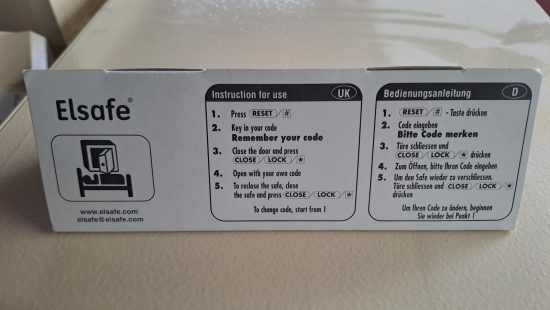 Elsafe®
www.elsafe.com
elsafe@elsafe.com
Instruction for use UK
1. Press RESET / #
2. Key in your code
Remember your code
3. Close the door and press
CLOSE / LOCK / *
4. Open with your own code
5. To reclose the safe, close
the safe and press CLOSE / LOCK / *
To change code, start from 1
Bedienungsanleitung D
1. RESET / # - Taste drücken
2. Code eingeben
Bitte Code merken
3. Türe schliessen und
CLOSE / LOCK / * drücken
4. Zum Öffnen, bitte Ihren Code eingeben
5. Um den Safe wieder zu verschliessen,
Türe schliessen und CLOSE / LOCK / *
drücken
Um Ihren Code zu ändern, beginnen
Sie wieder bei Punkt 1